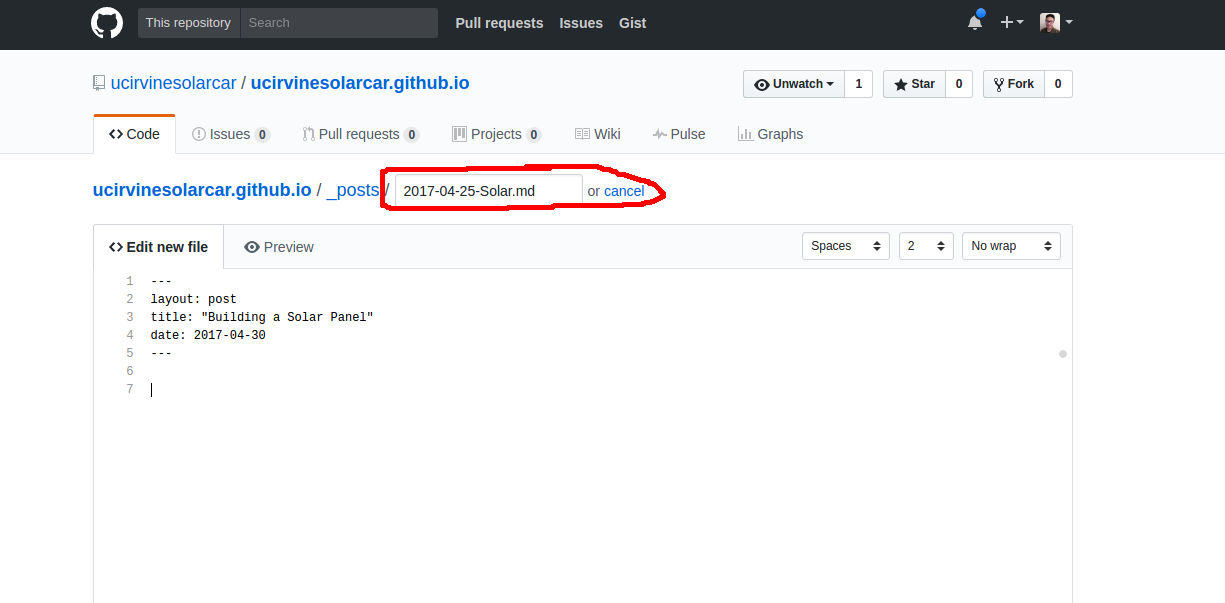 This repository Search Pull requests Issues Gist
ucirvinesolarcar / ucirvinesolarcar.github.io Unwatch 1 Star 0 Fork 0
Code Issues 0 Pull requests 0 Projects 0 Wiki Pulse Graphs
ucirvinesolarcar.github.io / _posts / 2017-04-25-Solar.md or cancel
Edit new file Preview Spaces 2 No wrap
1 ---
2 layout: post
3 title: "Building a Solar Panel"
4 date: 2017-04-30
5 ---
6
7